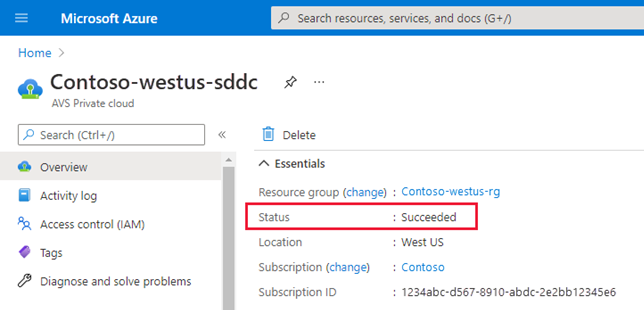 Microsoft Azure
Search resources, services, and docs (G+/)
Home
Contoso-westus-sddc
AVS Private cloud
Search (Ctrl+/)
Overview
Activity log
Access control (IAM)
Tags
Diagnose and solve problems
Delete
Essentials
Resource group (change) : Contoso-westus-rg
Status : Succeeded
Location : West US
Subscription (change) : Contoso
Subscription ID : 1234abc-d567-8910-abdc-2e2bb12345e6